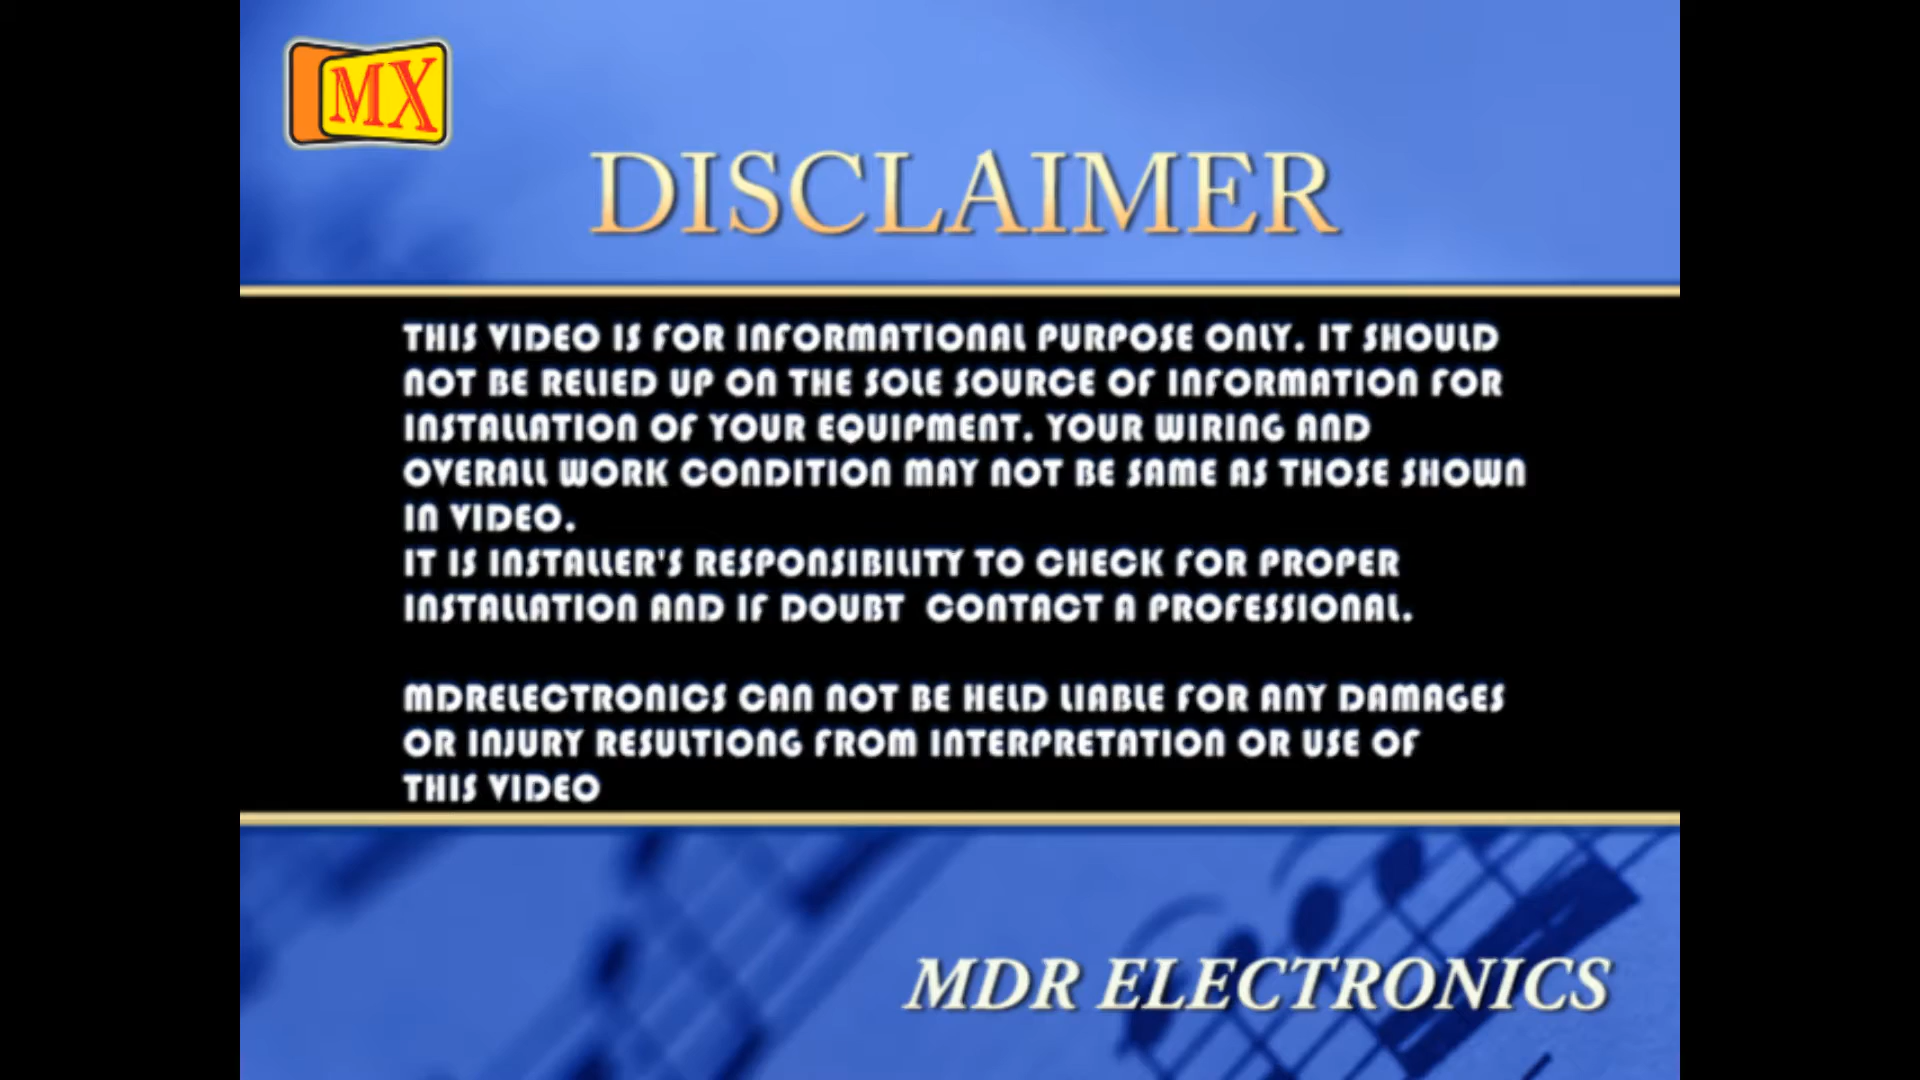 MX
DISCLAIMER
THIS VIDEO IS FOR INFORMATIONAL PURPOSE ONLY. IT SHOULD
NOT BE RELIED UP ON THE SOLE SOURCE OF INFORMATION FOR
INSTALLATION OF YOUR EQUIPMENT. YOUR WIRING AND
OVERALL WORK CONDITION MAY NOT BE SAME AS THOSE SHOWN
IN VIDEO.
IT IS INSTALLER'S RESPONSIBILITY TO CHECK FOR PROPER
INSTALLATION AND IF DOUBT  CONTACT A PROFESSIONAL.
MDRELECTRONICS CAN NOT BE HELD LIABLE FOR ANY DAMAGES
OR INJURY RESULTIONG FROM INTERPRETATION OR USE OF
THIS VIDEO
MDR ELECTRONICS